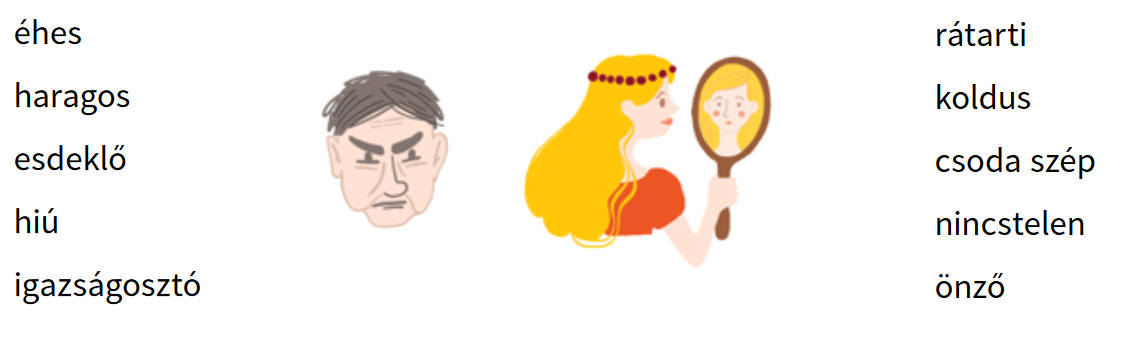 éhes
haragos
esdeklő
hiú
igazságosztó
rátarti
koldus
csoda szép
nincstelen
önző